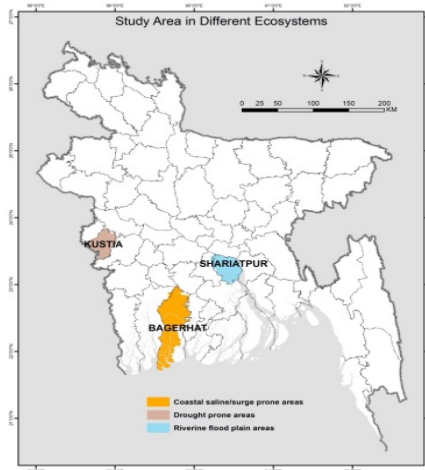 Study Area in Different Ecosystems
0 25 50 100 150 200
KM
KUSTIA
SHARIATPUR
BAGERHAT
Coastal saline/surge prone areas
Drought prone areas
Riverine flood plain areas